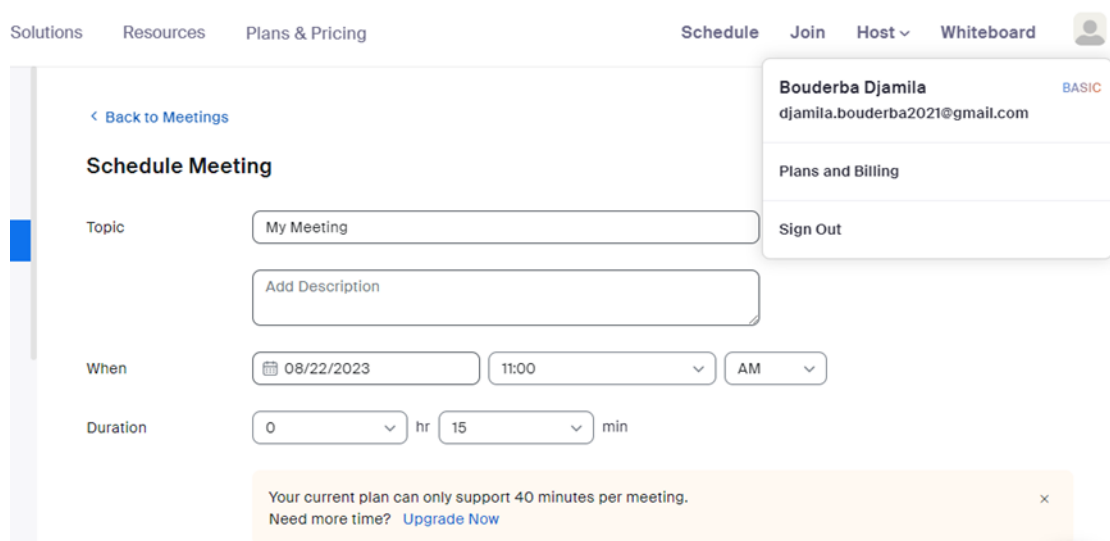 Solutions Resources Plans & Pricing Schedule Join Host Whiteboard
Bouderba Djamila BASIC
djamila.bouderba2021@gmail.com
Plans and Billing
Sign Out
< Back to Meetings
Schedule Meeting
Topic My Meeting
Add Description
When 08/22/2023 11:00 AM
Duration 0 hr 15 min
Your current plan can only support 40 minutes per meeting.
Need more time? Upgrade Now